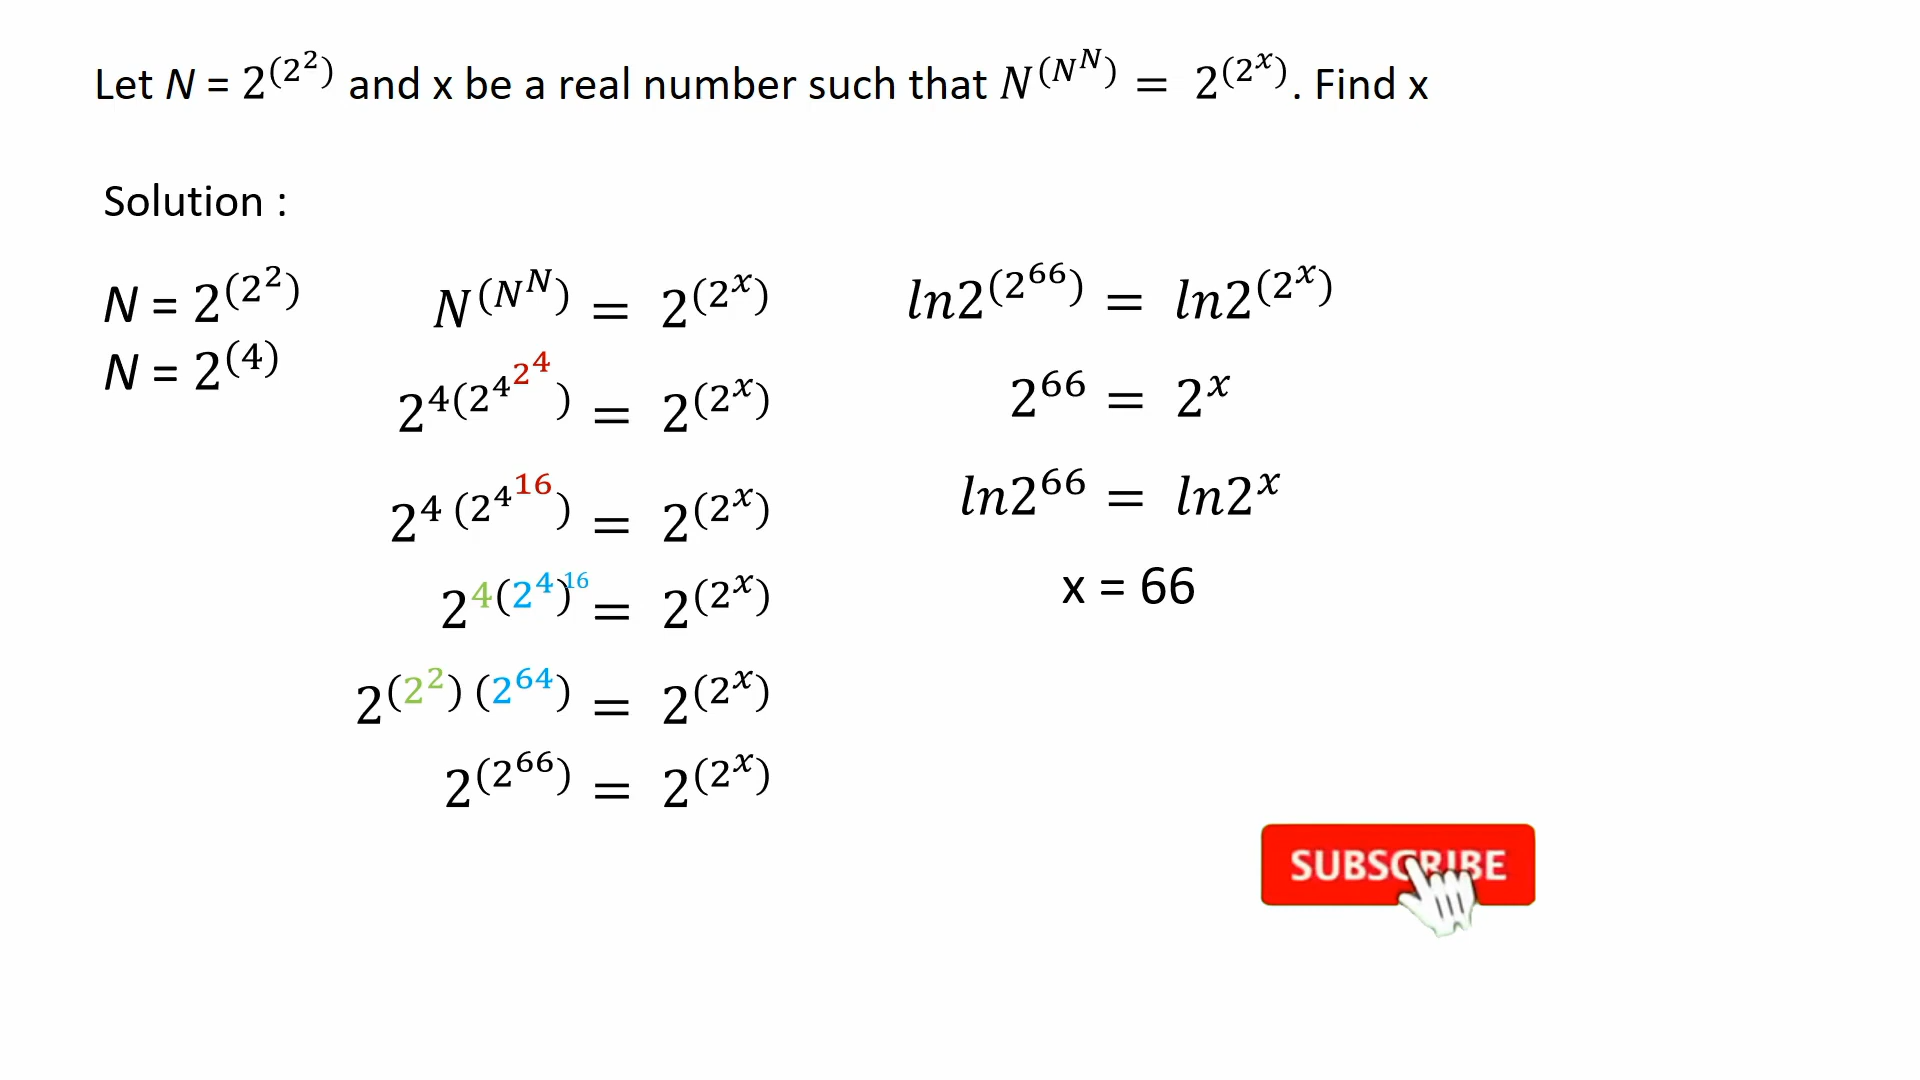 Let N = 2^(2^2) and x be a real number such that N^(N^N) = 2^(2^x). Find x
Solution :
N = 2^(2^2)
N = 2^(4)
N^(N^N) = 2^(2^x)
2^4(2^4^2^4) = 2^(2^x)
2^4 (2^4^16) = 2^(2^x)
2^4(2^4)^16 = 2^(2^x)
2^(2^2) (2^64) = 2^(2^x)
2^(2^66) = 2^(2^x)
ln2^(2^66) = ln2^(2^x)
2^66 = 2^x
ln2^66 = ln2^x
x = 66
SUBSCRIBE